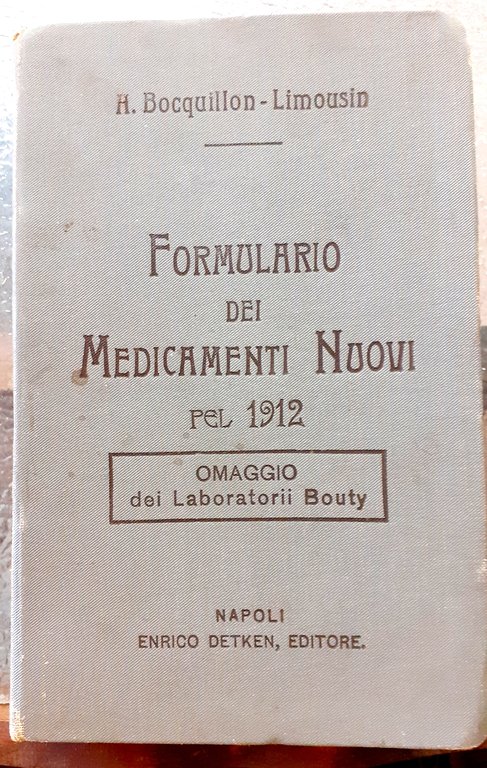 H. Bocquillon-Limousin
FORMULARIO
DEI
MEDICAMENTI NUOVI
PEL 1912
OMAGGIO
dei Laboratorii Bouty
NAPOLI
ENRICO DETKEN, EDITORE.